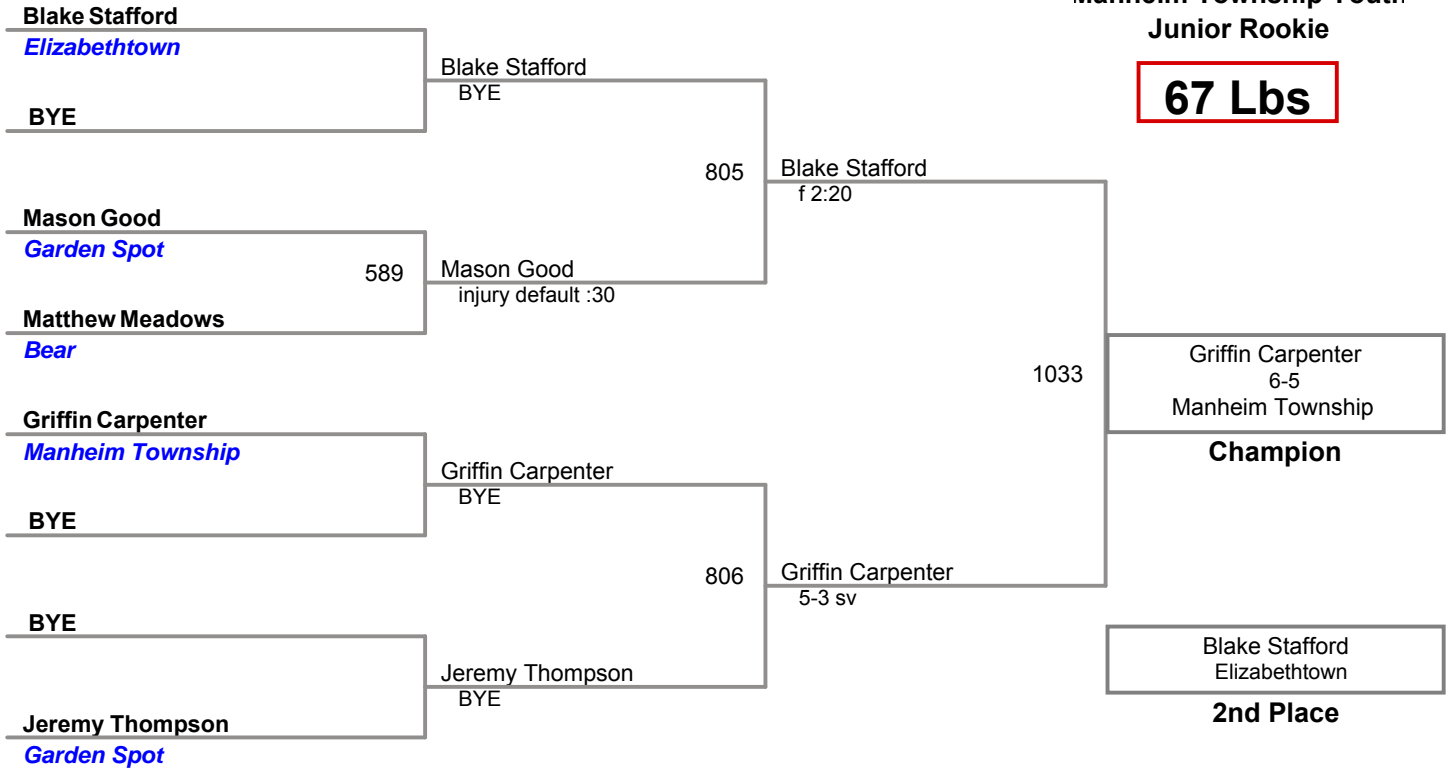 Manheim Township Youth
Junior Rookie
67 Lbs
Blake Stafford
Elizabethtown
BYE
Blake Stafford
BYE
Mason Good
Garden Spot
589
Matthew Meadows
Bear
Mason Good
injury default :30
805
Blake Stafford
f 2:20
Griffin Carpenter
Manheim Township
BYE
Griffin Carpenter
BYE
BYE
Jeremy Thompson
Garden Spot
Jeremy Thompson
BYE
806
Griffin Carpenter
5-3 sv
1033
Griffin Carpenter
6-5
Manheim Township
Champion
Blake Stafford
Elizabethtown
2nd Place